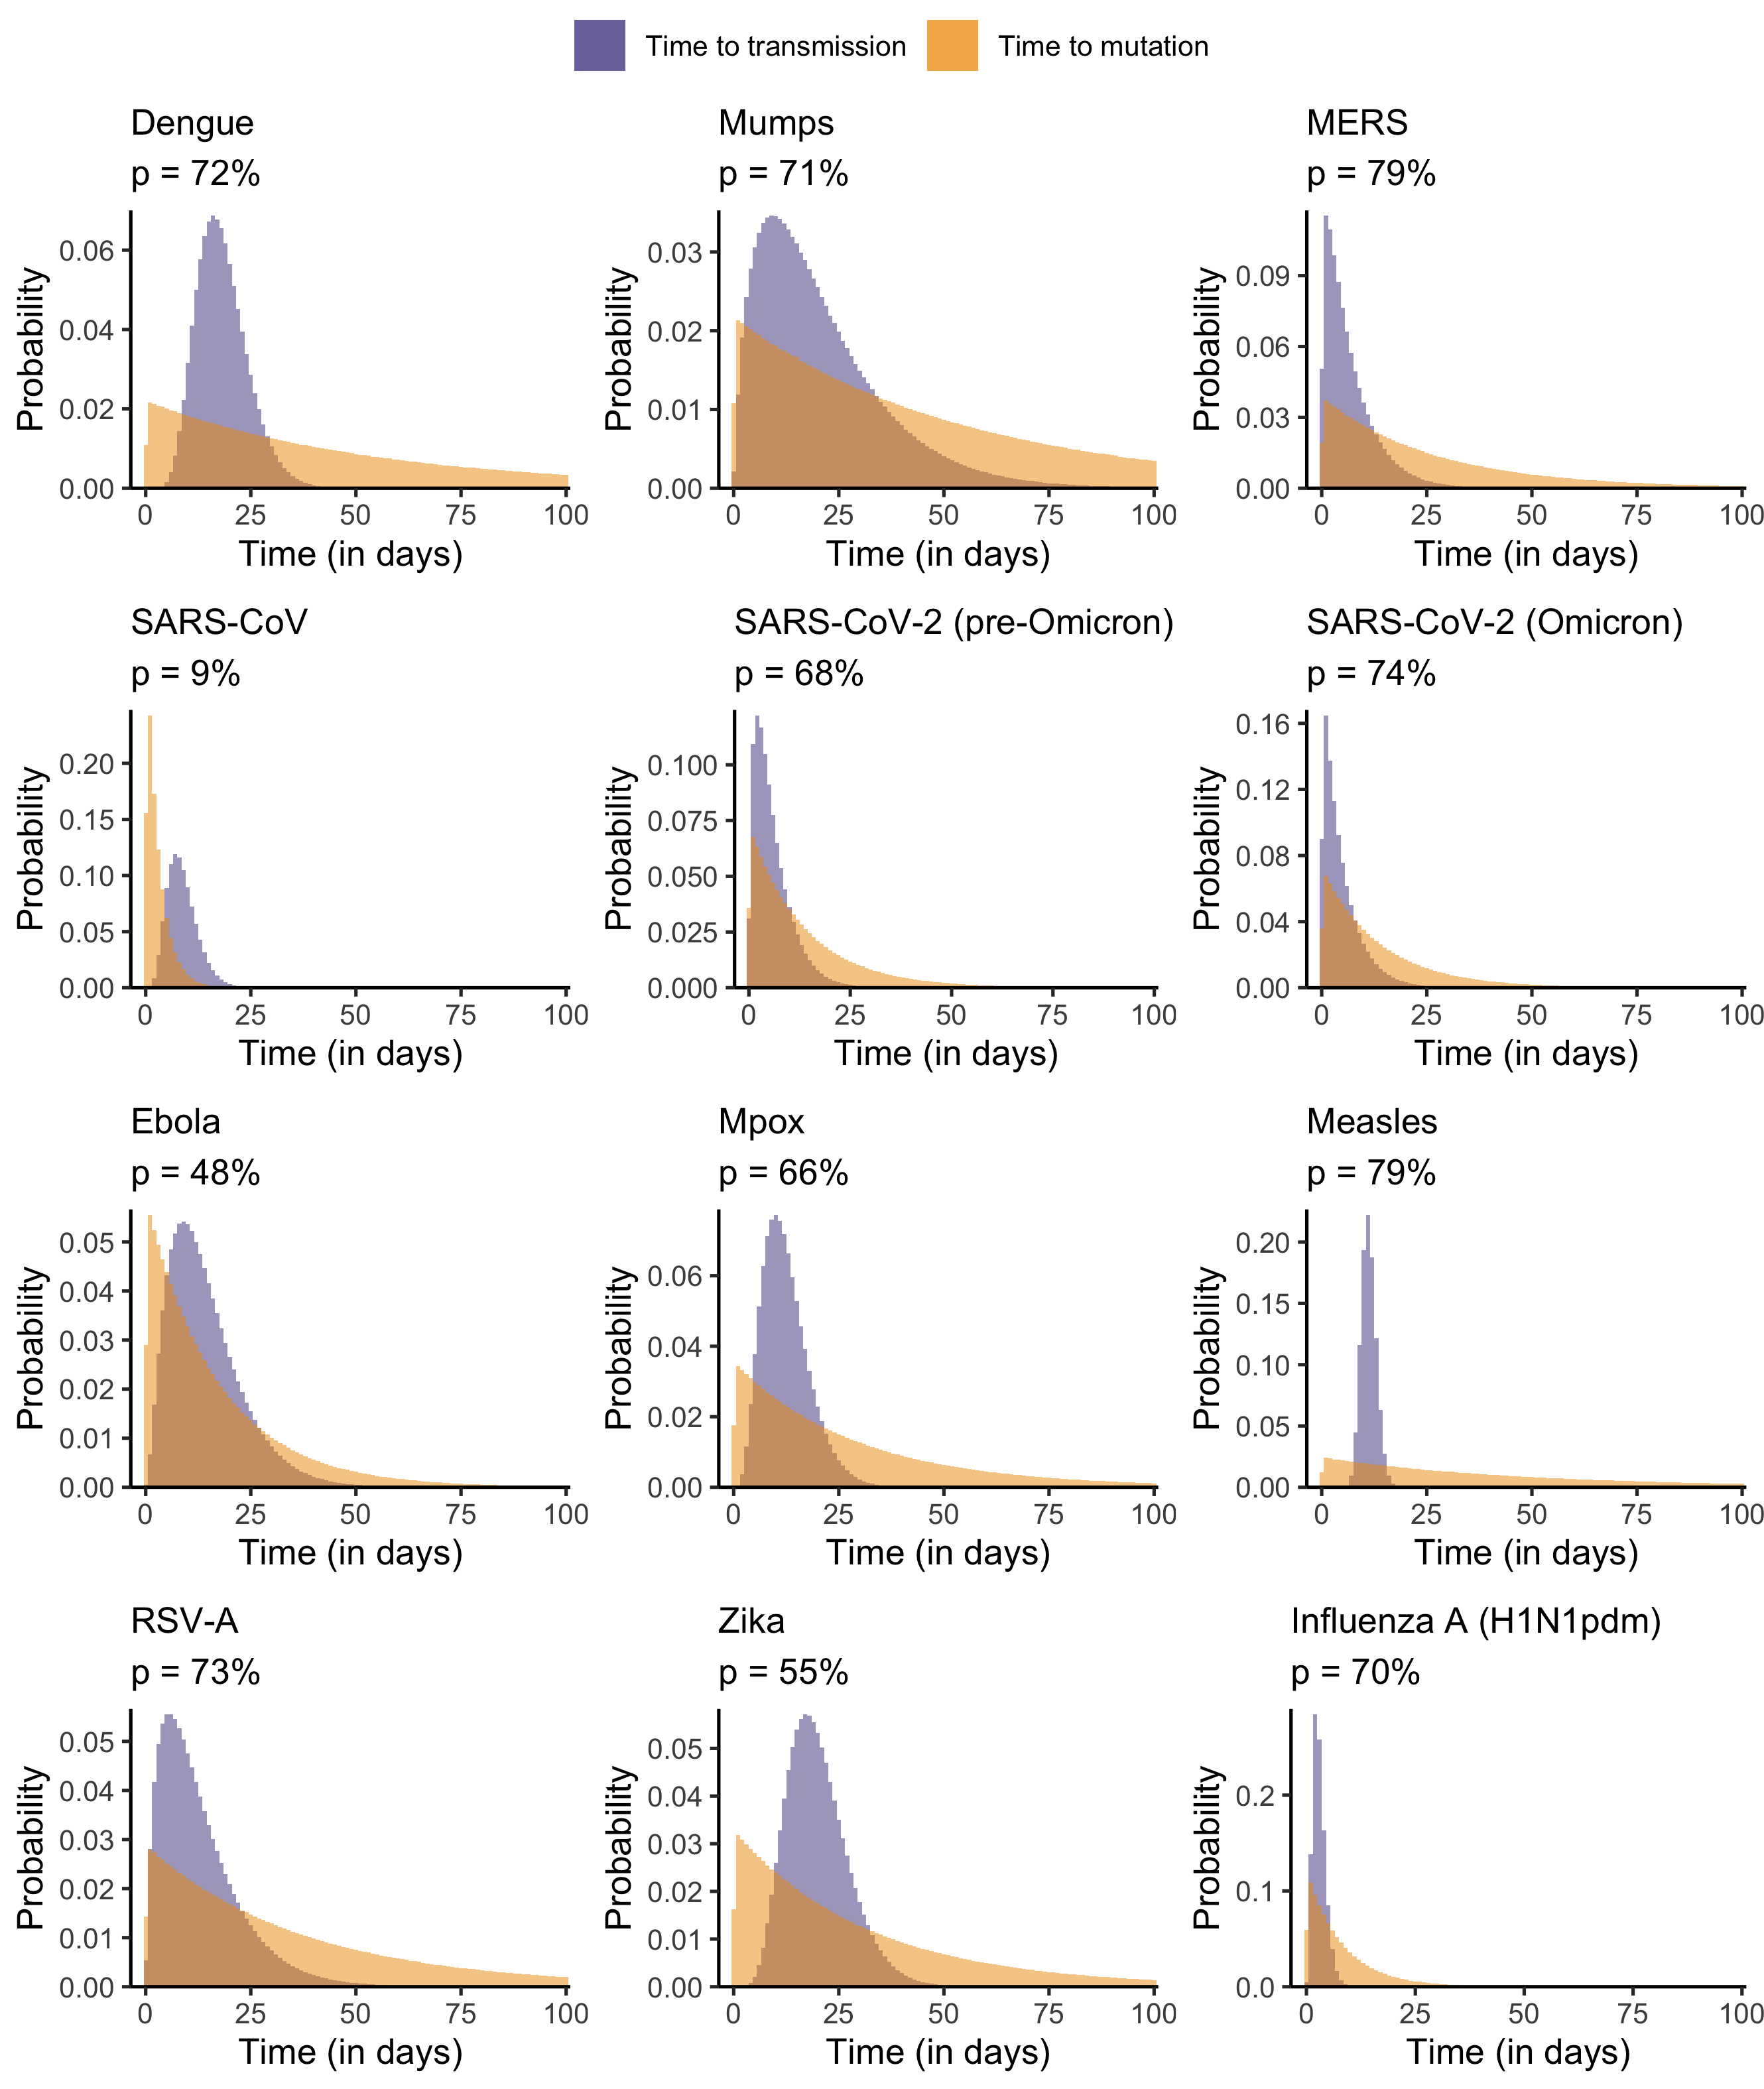 Time to transmission Time to mutation
Dengue
p = 72%
Probability
0.06
0.04
0.02
0.00
0 25 50 75 100
Time (in days)
Mumps
p = 71%
Probability
0.03
0.02
0.01
0.00
0 25 50 75 100
Time (in days)
MERS
p = 79%
Probability
0.09
0.06
0.03
0.00
0 25 50 75 100
Time (in days)
SARS-CoV
p = 9%
Probability
0.20
0.15
0.10
0.05
0.00
0 25 50 75 100
Time (in days)
SARS-CoV-2 (pre-Omicron)
p = 68%
Probability
0.100
0.075
0.050
0.025
0.000
0 25 50 75 100
Time (in days)
SARS-CoV-2 (Omicron)
p = 74%
Probability
0.16
0.12
0.08
0.04
0.00
0 25 50 75 100
Time (in days)
Ebola
p = 48%
Probability
0.05
0.04
0.03
0.02
0.01
0.00
0 25 50 75 100
Time (in days)
Mpox
p = 66%
Probability
0.06
0.04
0.02
0.00
0 25 50 75 100
Time (in days)
Measles
p = 79%
Probability
0.20
0.15
0.10
0.05
0.00
0 25 50 75 100
Time (in days)
RSV-A
p = 73%
Probability
0.05
0.04
0.03
0.02
0.01
0.00
0 25 50 75 100
Time (in days)
Zika
p = 55%
Probability
0.05
0.04
0.03
0.02
0.01
0.00
0 25 50 75 100
Time (in days)
Influenza A (H1N1pdm)
p = 70%
Probability
0.2
0.1
0.0
0 25 50 75 100
Time (in days)